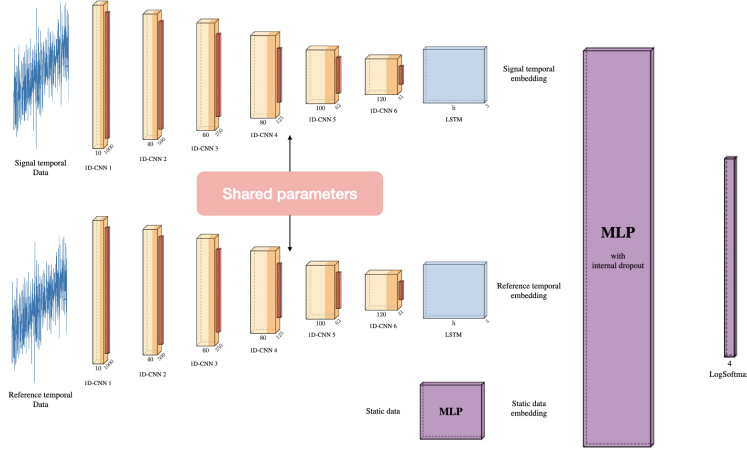 Signal temporal
Data
10
1000
1D-CNN 1
40
500
1D-CNN 2
60
250
1D-CNN 3
80
125
1D-CNN 4
100
62
1D-CNN 5
120
31
1D-CNN 6
h
5
LSTM
Signal temporal
embedding
Shared parameters
Reference temporal
Data
10
1000
1D-CNN 1
40
500
1D-CNN 2
60
250
1D-CNN 3
80
125
1D-CNN 4
100
62
1D-CNN 5
120
31
1D-CNN 6
h
5
LSTM
Reference temporal
embedding
Static data
MLP
Static data
embedding
MLP
with
internal dropout
4
LogSoftma